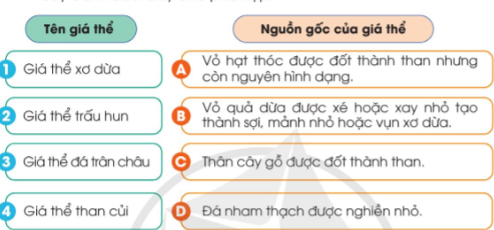 Tên giá thể
Nguồn gốc của giá thể
1 Giá thể xơ dừa
A Vỏ hạt thóc được đốt thành than nhưng
còn nguyên hình dạng.
2 Giá thể trấu hun
B Vỏ quả dừa được xé hoặc xay nhỏ tạo
thành sợi, mảnh nhỏ hoặc vụn xơ dừa.
3 Giá thể đá trân châu
C Thân cây gỗ được đốt thành than.
4 Giá thể than củi
D Đá nham thạch được nghiền nhỏ.